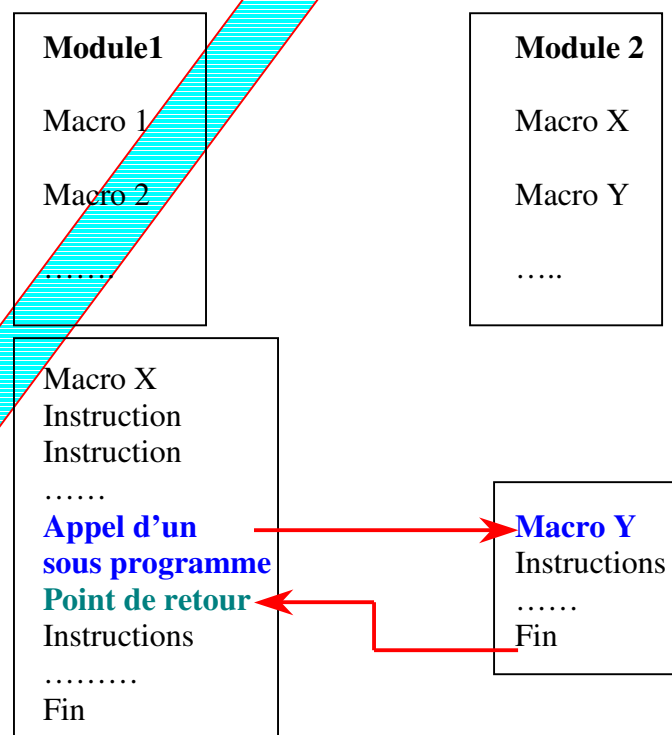 Module1
Macro 1
Macro 2
…….
Module 2
Macro X
Macro Y
…..
Macro X
Instruction
Instruction
……
Appel d’un
sous programme
Point de retour
Instructions
………
Fin
Macro Y
Instructions
……
Fin